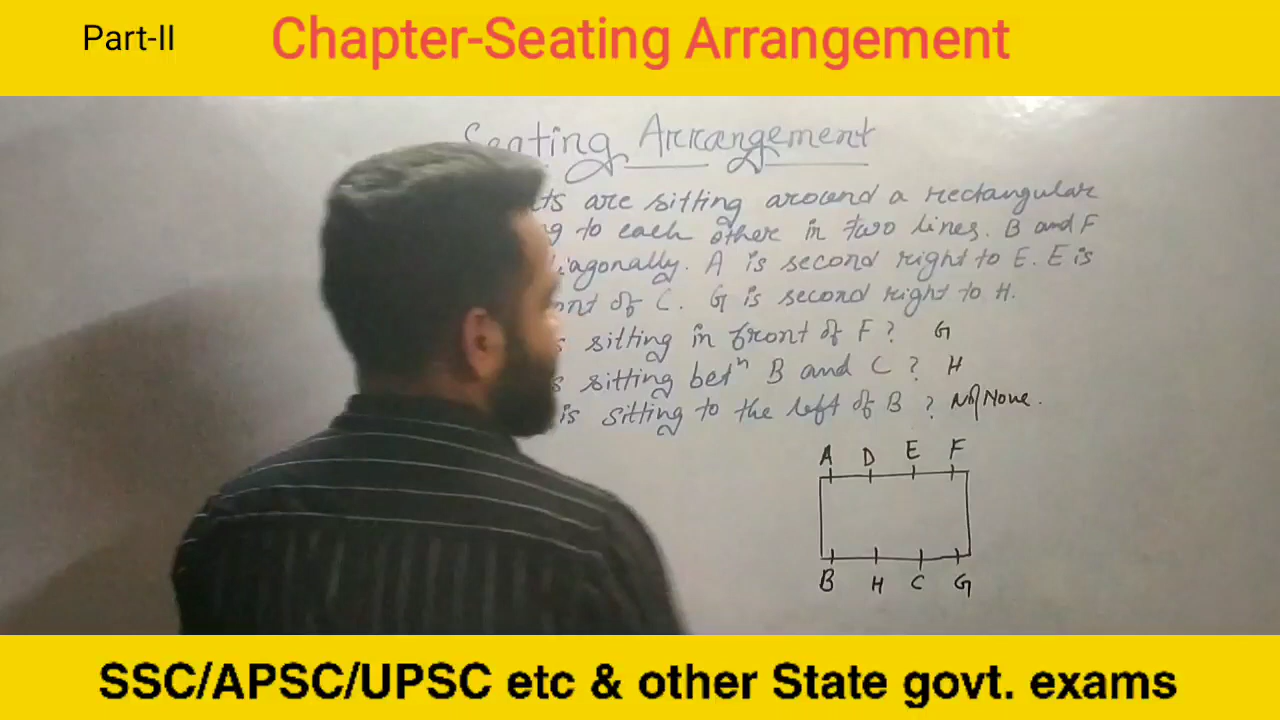 Part-II Chapter-Seating Arrangement
Seating Arrangement
are sitting around a rectangular
to each other in two lines. B and F
diagonally. A is second right to E. E is
of C. G is second right to H.
sitting in front of F? G
sitting betn B and C? H
is sitting to the left of B? No/None.
A D E F
B H C G
SSC/APSC/UPSC etc & other State govt. exams